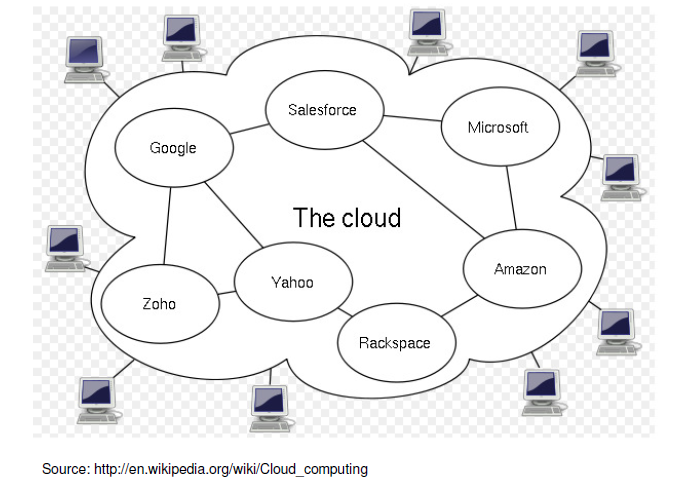 Salesforce
Microsoft
Google
The cloud
Amazon
Yahoo
Zoho
Rackspace
Source: http://en.wikipedia.org/wiki/Cloud_computing